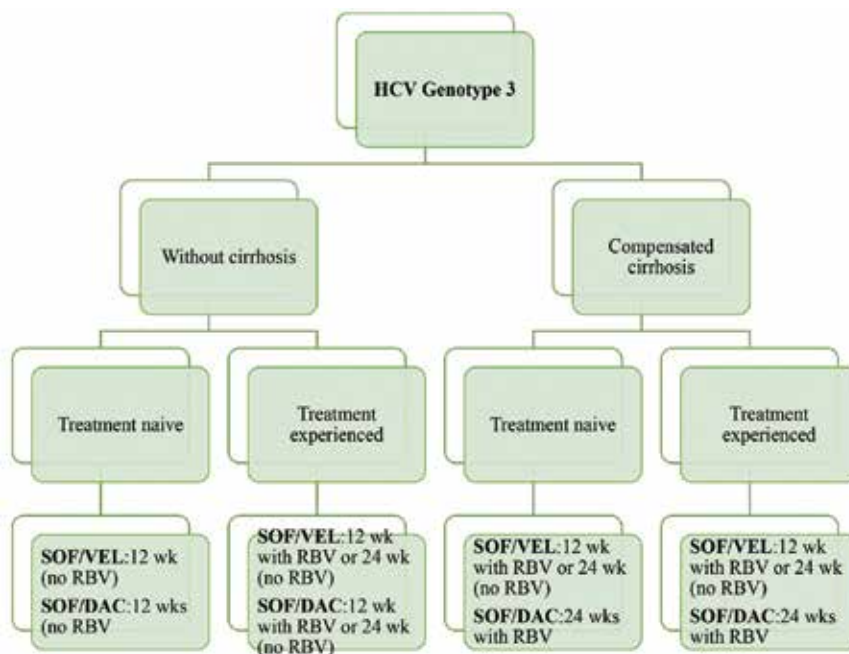 HCV Genotype 3
Without cirrhosis
Compensated
cirrhosis
Treatment naive
Treatment
experienced
Treatment naive
Treatment
experienced
SOF/VEL:12 wk
(no RBV)
SOF/DAC:12 wks
(no RBV
SOF/VEL:12 wk
with RBV or 24 wk
(no RBV)
SOF/DAC:12 wk
with RBV or 24 wk
(no RBV)
SOF/VEL:12 wk
with RBV or 24 wk
(no RBV)
SOF/DAC:24 wks
with RBV
SOF/VEL:12 wk
with RBV or 24 wk
(no RBV)
SOF/DAC:24 wks
with RBV